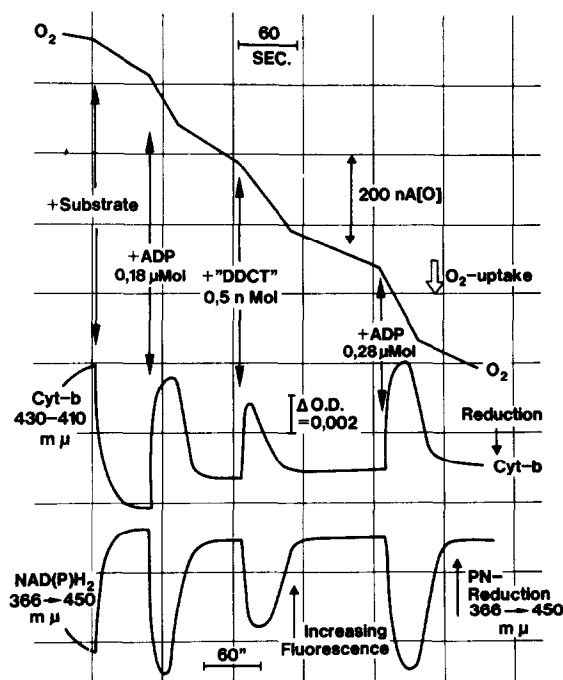 O₂
60
SEC.
+Substrate
+ADP
0,18 μMol
+"DDCT"
0,5 n Mol
200 nA[O]
O₂-uptake
+ADP
0,28 μMol
O₂
Cyt-b
430-410
m μ
Δ O.D.
=0,002
Reduction
Cyt-b
NAD(P)H₂
366→450
m μ
60"
Increasing
Fluorescence
PN-
Reduction
366→450
m μ